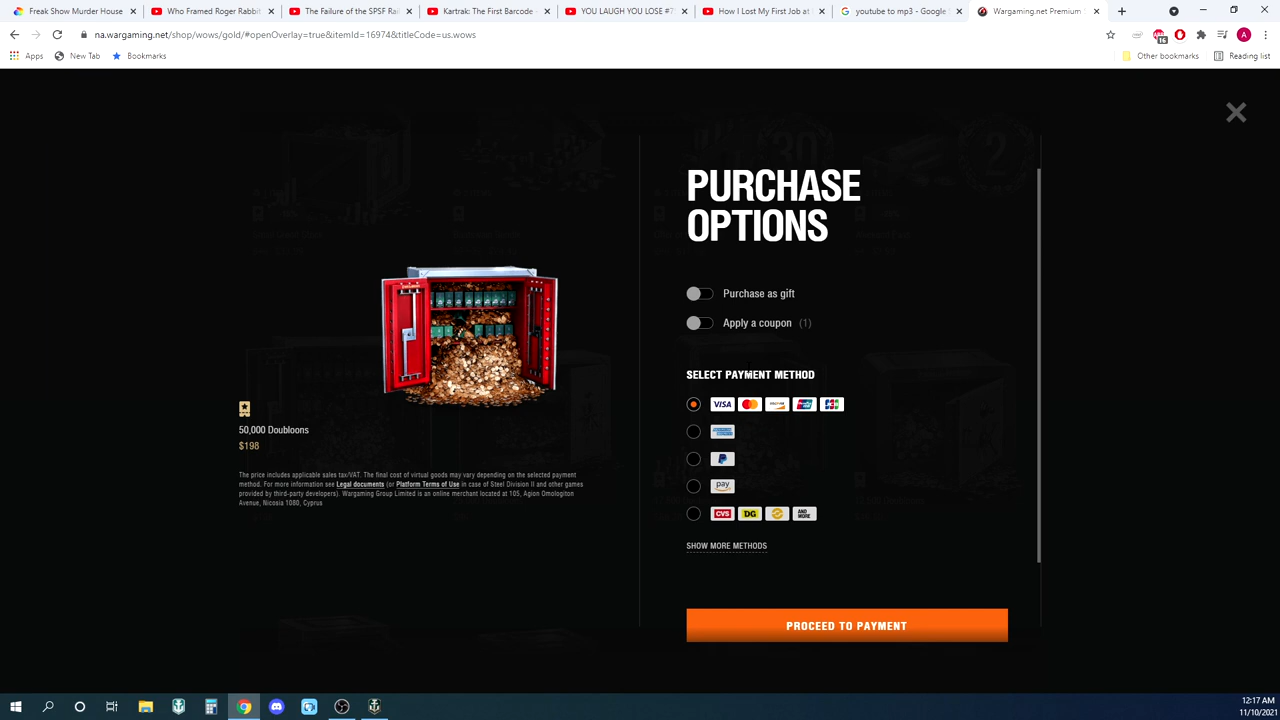 Freak Show Murder House
Who Framed Roger Rabbit
The Failure of the SPSF Rai
Kartrak: The First Barcode -
YOU LAUGH YOU LOSE #7
How I Lost My First Job at
youtube to mp3 - Google
Wargaming.net Premium
na.wargaming.net/shop/wows/gold/#openOverlay=true&itemId=16974&titleCode=us.wows
16
A
Apps
New Tab
Bookmarks
Other bookmarks
Reading list
PURCHASE
OPTIONS
Purchase as gift
Apply a coupon (1)
SELECT PAYMENT METHOD
VISA
pay
CVS DG AND MORE
SHOW MORE METHODS
PROCEED TO PAYMENT
50,000 Doubloons
$198
The price includes applicable sales tax/VAT. The final cost of virtual goods may vary depending on the selected payment
method. For more information see Legal documents (or Platform Terms of Use in case of Steel Division II and other games
provided by third-party developers). Wargaming Group Limited is an online merchant located at 105, Agion Omologiton
Avenue, Nicosia 1080, Cyprus
12:17 AM
11/10/2021